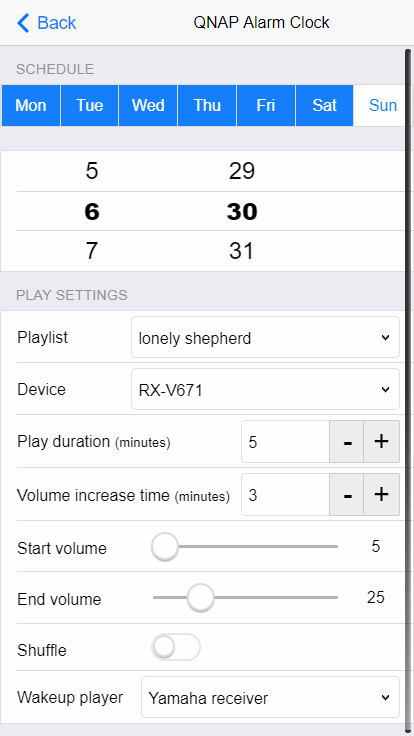 Back QNAP Alarm Clock
SCHEDULE
Mon Tue Wed Thu Fri Sat Sun
5 29
6 30
7 31
PLAY SETTINGS
Playlist lonely shepherd
Device RX-V671
Play duration (minutes) 5 - +
Volume increase time (minutes) 3 - +
Start volume 5
End volume 25
Shuffle
Wakeup player Yamaha receiver